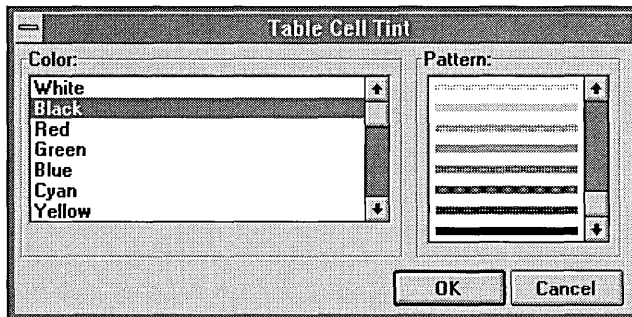 Table Cell Tint
Color:
White
Black
Red
Green
Blue
Cyan
Yellow
Pattern:
OK
Cancel